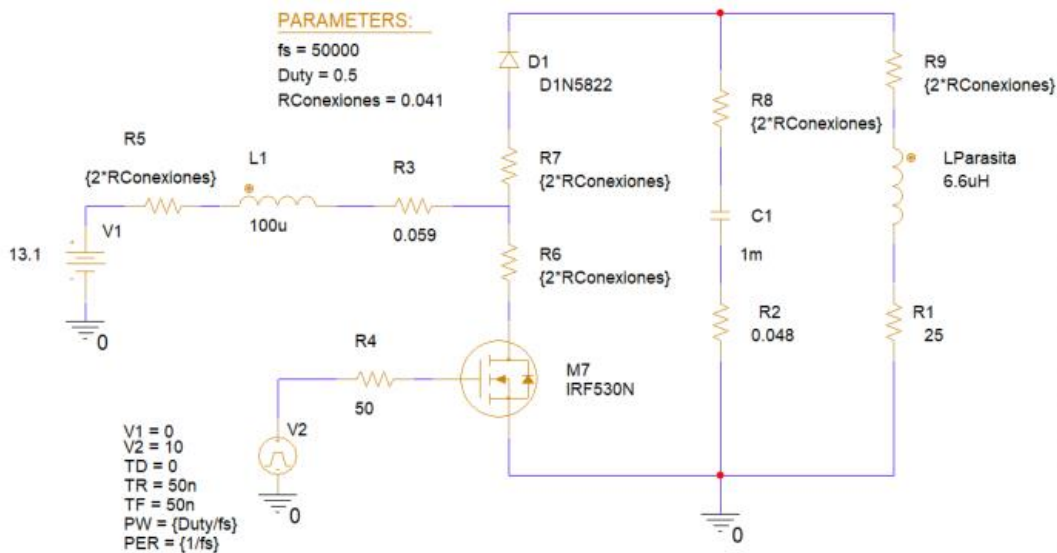 PARAMETERS:
fs = 50000
Duty = 0.5
RConexiones = 0.041
D1
D1N5822
R9
{2*RConexiones}
R8
{2*RConexiones}
R5
{2*RConexiones}
L1
100u
R3
0.059
R7
{2*RConexiones}
LParasita
6.6uH
C1
1m
13.1
V1
0
R6
{2*RConexiones}
R2
0.048
R1
25
R4
50
M7
IRF530N
V1 = 0
V2 = 10
TD = 0
TR = 50n
TF = 50n
PW = {Duty/fs}
PER = {1/fs}
V2
0
0